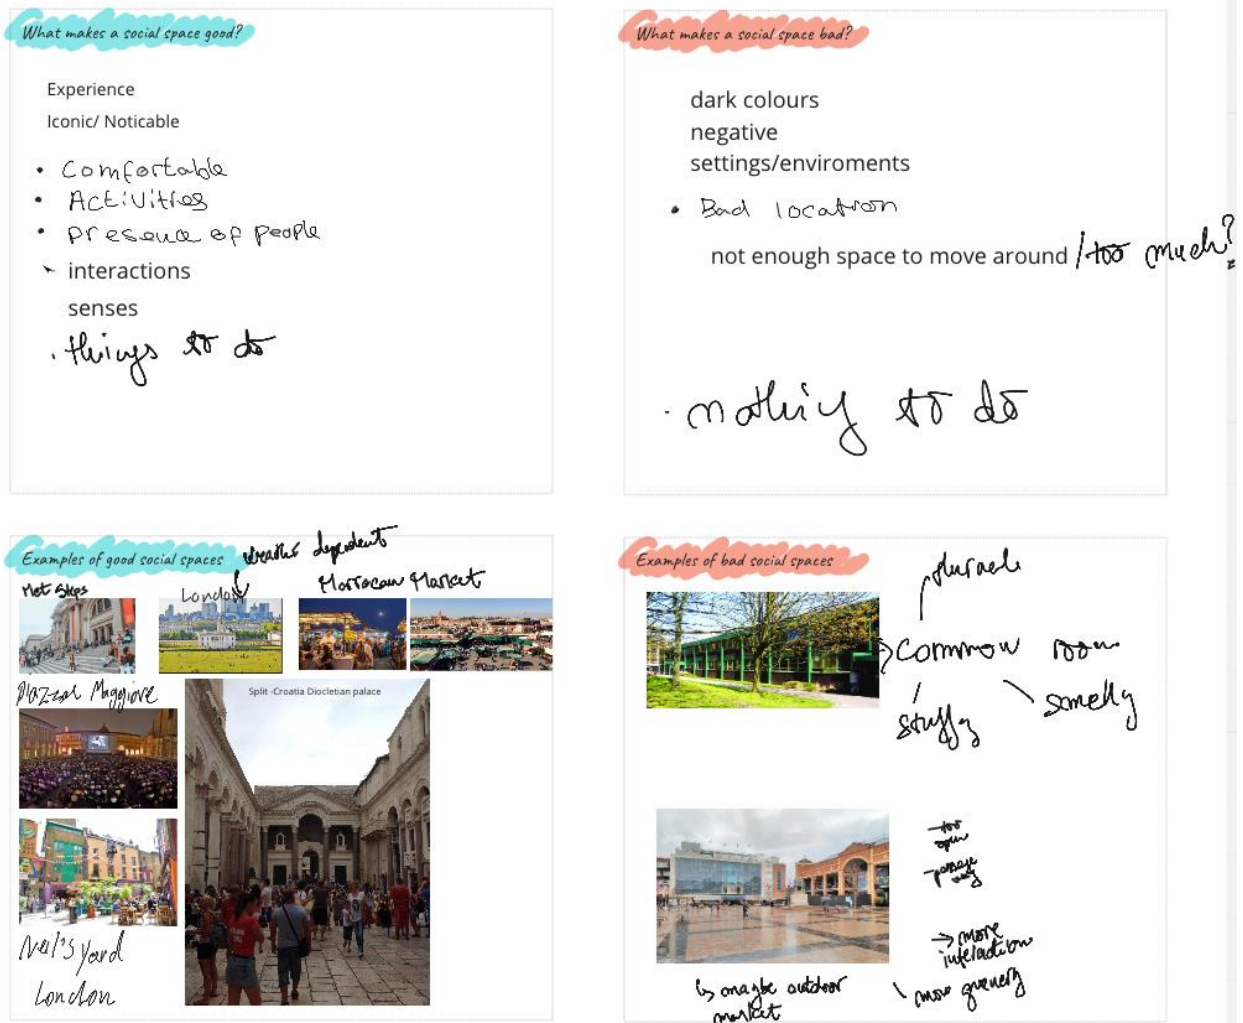 What makes a social space good?
Experience
Iconic/ Noticable
• Comfortable
• Activities
• Presence of people
interactions
senses
. things to do
What makes a social space bad?
dark colours
negative
settings/enviroments
• Bad location
not enough space to move around / too much?
. nothing to do
Examples of good social spaces
weather dependent
Met Steps
London
Morrocan Market
Piazza Maggiore
Split -Croatia Diocletian palace
Neil's Yard
London
Examples of bad social spaces
common room
stuffy
smelly
- too
open
- passage
way
→ more
interaction
more greenery
↳ maybe outdoor
market